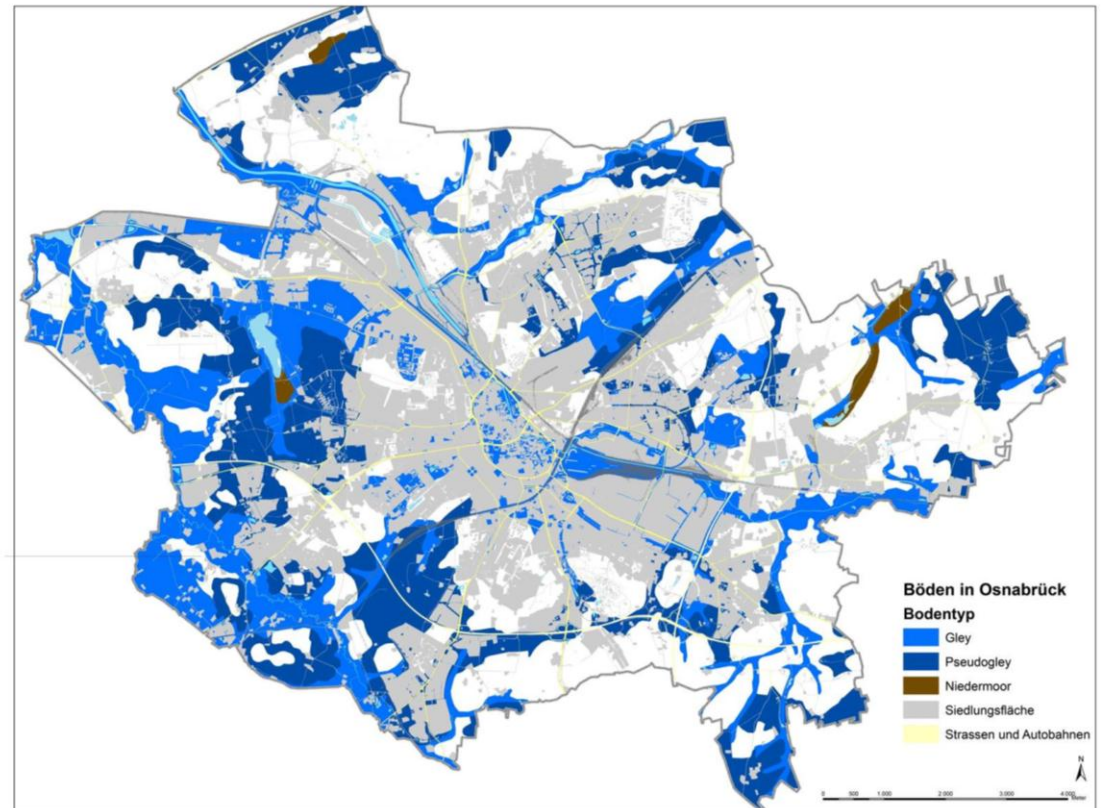 Böden in Osnabrück
Bodentyp
Gley
Pseudogley
Niedermoor
Siedlungsfläche
Strassen und Autobahnen
N
0 500 1.000 2.000 3.000 4.000
Meter